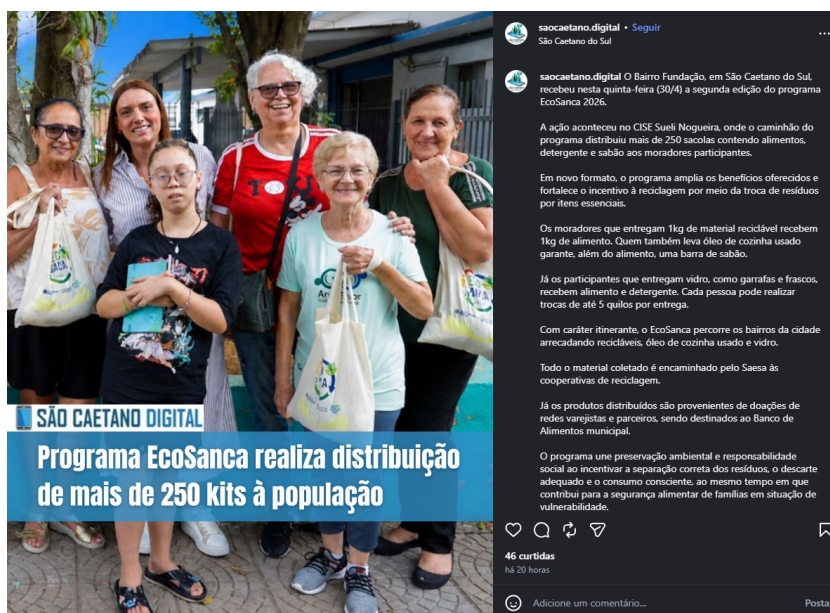 saocaetano.digital • Seguir
São Caetano do Sul
saocaetano.digital O Bairro Fundação, em São Caetano do Sul,
recebeu nesta quinta-feira (30/4) a segunda edição do programa
EcoSanca 2026.
A ação aconteceu no CISE Sueli Nogueira, onde o caminhão do
programa distribuiu mais de 250 sacolas contendo alimentos,
detergente e sabão aos moradores participantes.
Em novo formato, o programa amplia os benefícios oferecidos e
fortalece o incentivo à reciclagem por meio da troca de resíduos
por itens essenciais.
Os moradores que entregam 1kg de material reciclável recebem
1kg de alimento. Quem também leva óleo de cozinha usado
garante, além do alimento, uma barra de sabão.
Já os participantes que entregam vidro, como garrafas e frascos,
recebem alimento e detergente. Cada pessoa pode realizar
trocas de até 5 quilos por entrega.
Com caráter itinerante, o EcoSanca percorre os bairros da cidade
arrecadando recicláveis, óleo de cozinha usado e vidro.
Todo o material coletado é encaminhado pelo Saesa às
cooperativas de reciclagem.
Já os produtos distribuídos são provenientes de doações de
redes varejistas e parceiros, sendo destinados ao Banco de
Alimentos municipal.
O programa une preservação ambiental e responsabilidade
social ao incentivar a separação correta dos resíduos, o descarte
adequado e o consumo consciente, ao mesmo tempo em que
contribui para a segurança alimentar de famílias em situação de
vulnerabilidade.
46 curtidas
há 20 horas
Adicione um comentário...
Posta
SÃO CAETANO DIGITAL
Programa EcoSanca realiza distribuição
de mais de 250 kits à população